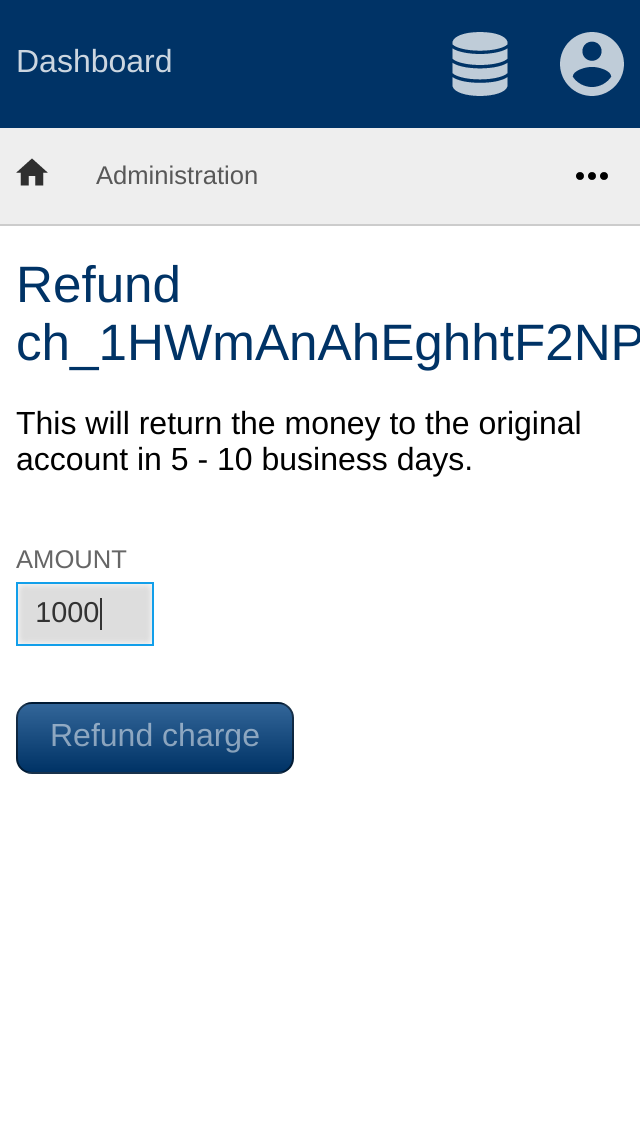 Dashboard
Administration
Refund
ch_1HWmAnAhEghhtF2NP
This will return the money to the original
account in 5 - 10 business days.
AMOUNT
1000
Refund charge